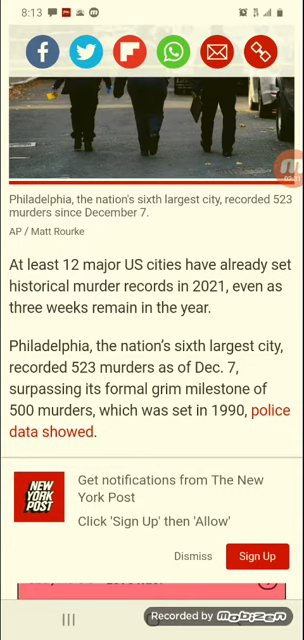 8:13
Philadelphia, the nation's sixth largest city, recorded 523
murders since December 7.
AP / Matt Rourke
At least 12 major US cities have already set
historical murder records in 2021, even as
three weeks remain in the year.
Philadelphia, the nation's sixth largest city,
recorded 523 murders as of Dec. 7,
surpassing its formal grim milestone of
500 murders, which was set in 1990, police
data showed.
NEW
YORK
POST
Get notifications from The New
York Post
Click 'Sign Up' then 'Allow'
Dismiss
Sign Up
Recorded by mobizen